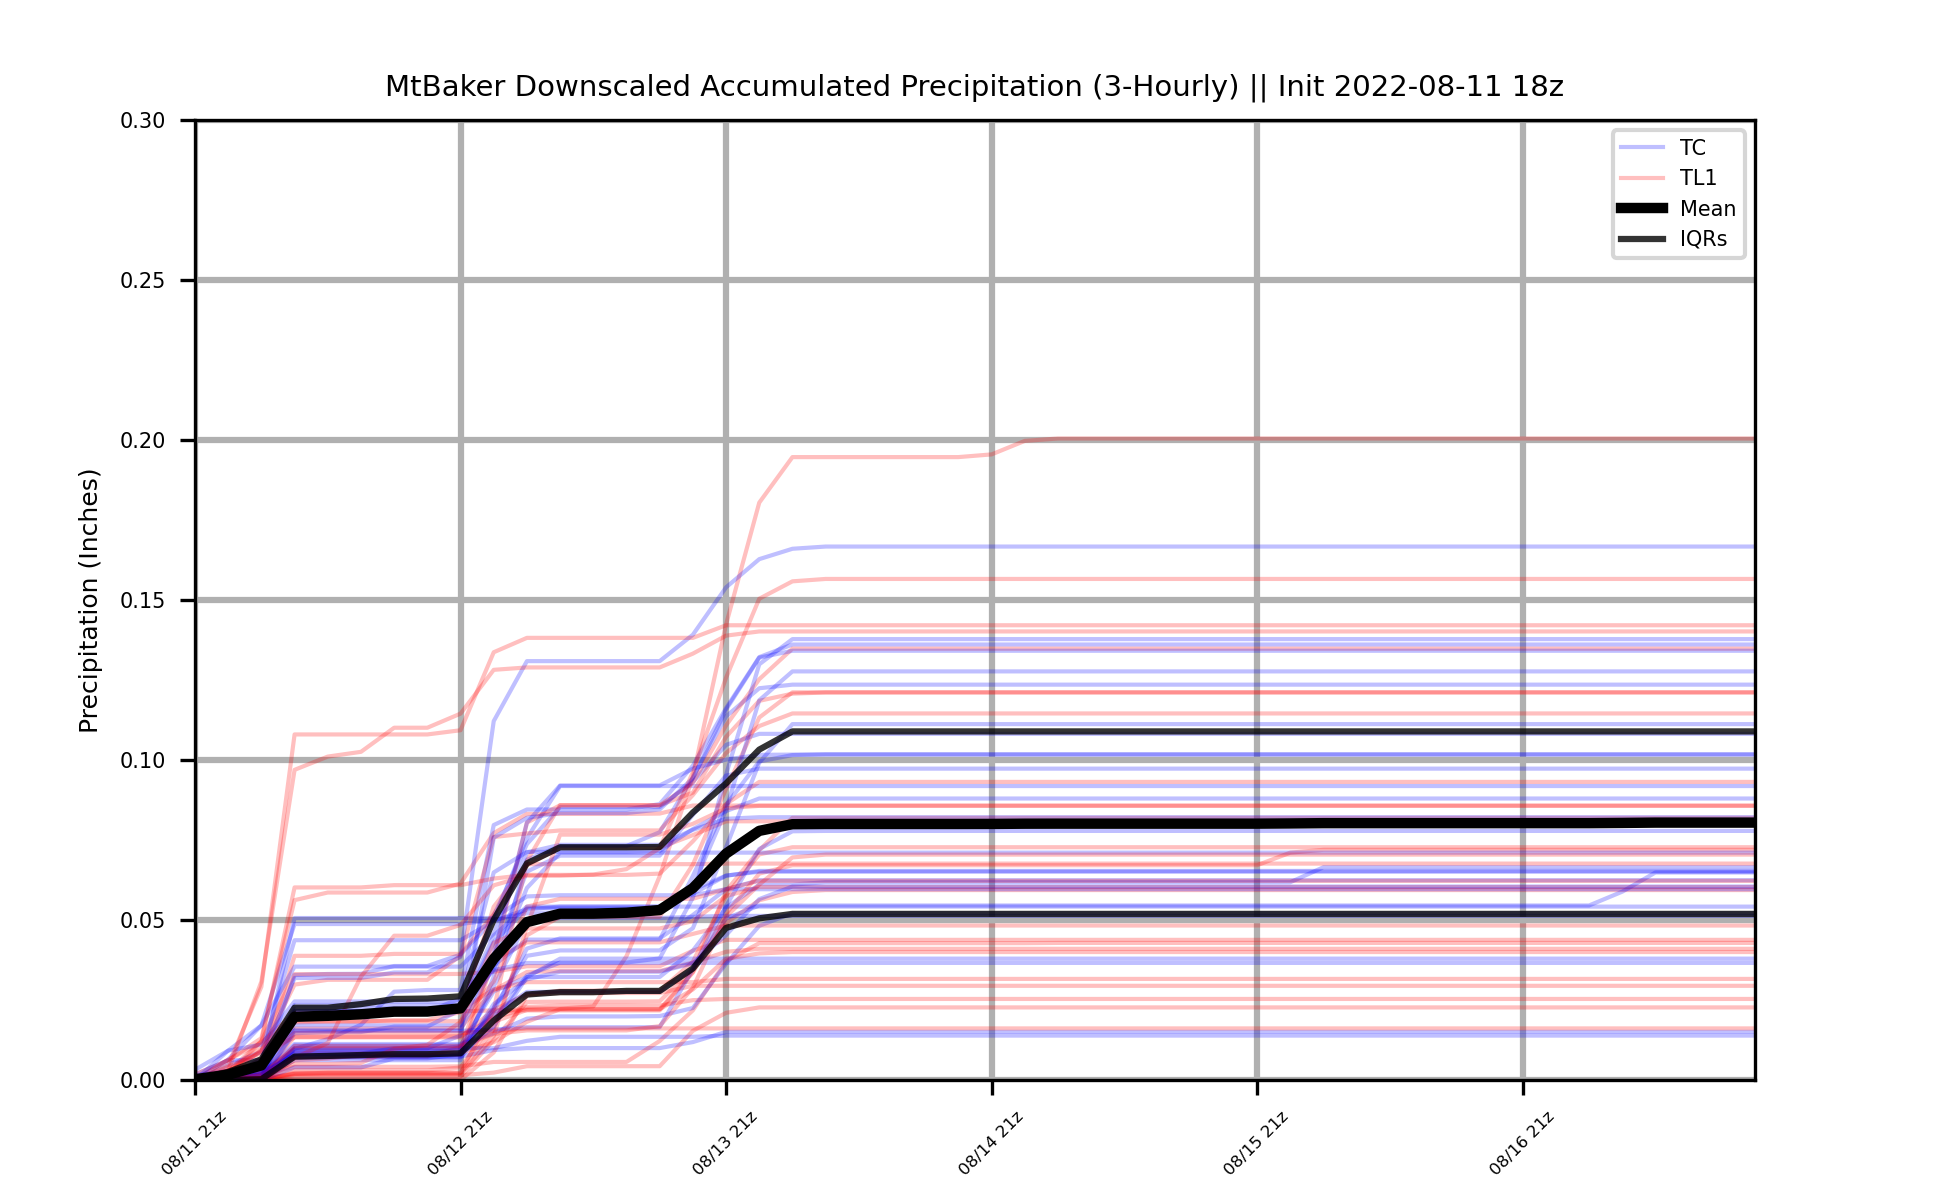 MtBaker Downscaled Accumulated Precipitation (3-Hourly) || Init 2022-08-11 18z
0.30
0.25
0.20
0.15
0.10
0.05
0.00
Precipitation (Inches)
TC
TL1
Mean
IQRs
08/11 21z
08/12 21z
08/13 21z
08/14 21z
08/15 21z
08/16 21z